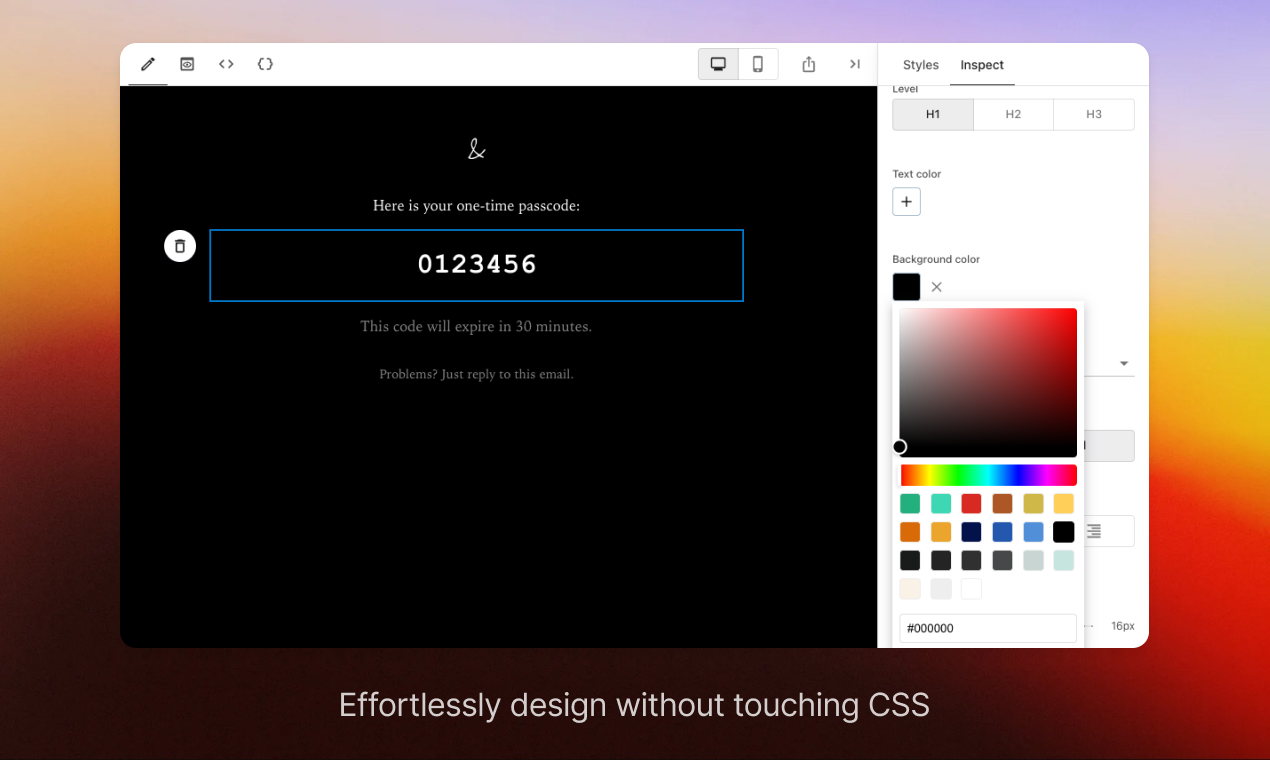 Styles Inspect
Level
H1 H2 H3
&
Text color
Here is your one-time passcode:
0123456
Background color
This code will expire in 30 minutes.
Problems? Just reply to this email.
#000000
16px
Effortlessly design without touching CSS